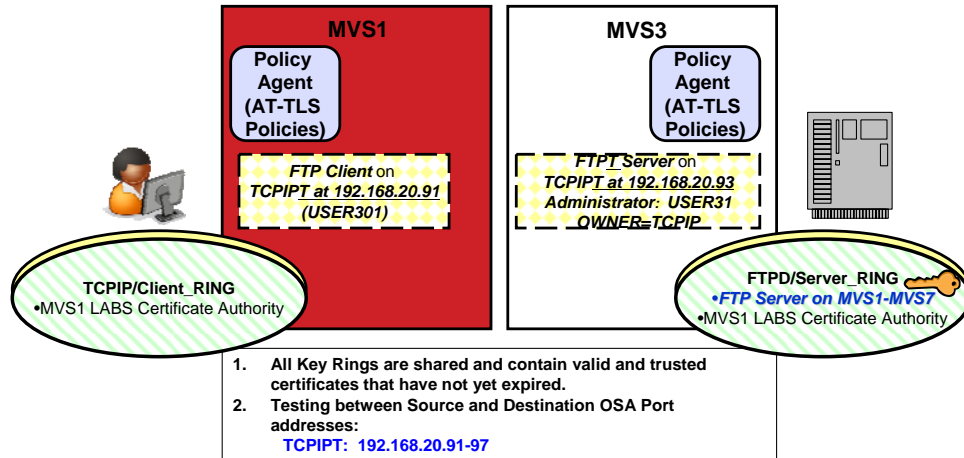 MVS1
Policy
Agent
(AT-TLS
Policies)
FTP Client on
TCPIPT at 192.168.20.91
(USER301)
MVS3
Policy
Agent
(AT-TLS
Policies)
FTPT Server on
TCPIPT at 192.168.20.93
Administrator: USER31
OWNER=TCPIP
TCPIP/Client_RING
•MVS1 LABS Certificate Authority
FTPD/Server_RING
•FTP Server on MVS1-MVS7
•MVS1 LABS Certificate Authority
1. All Key Rings are shared and contain valid and trusted
certificates that have not yet expired.
2. Testing between Source and Destination OSA Port
addresses:
TCPIPT: 192.168.20.91-97